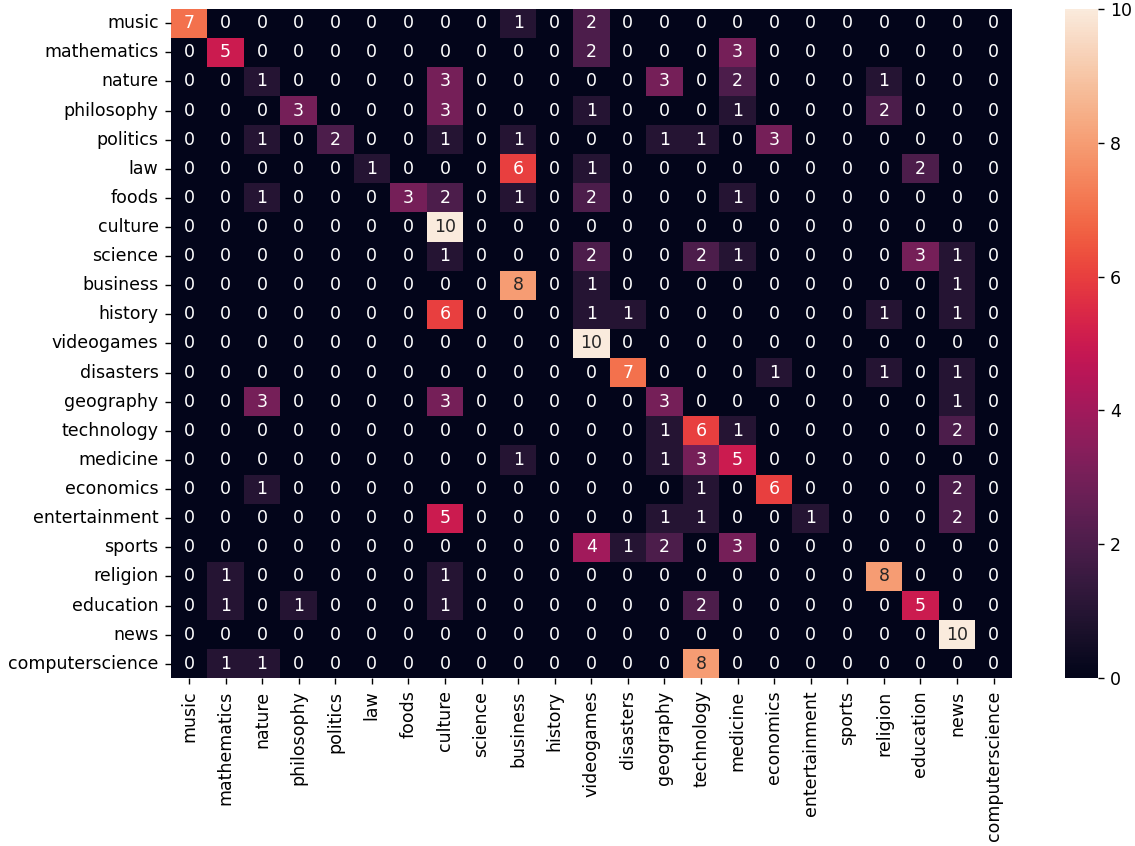 music 7 0 0 0 0 0 0 0 0 1 0 2 0 0 0 0 0 0 0 0 0 0 0 10
mathematics 0 5 0 0 0 0 0 0 0 0 0 2 0 0 0 3 0 0 0 0 0 0 0
nature 0 0 1 0 0 0 0 3 0 0 0 0 0 3 0 2 0 0 0 1 0 0 0
philosophy 0 0 0 3 0 0 0 3 0 0 0 1 0 0 0 1 0 0 0 2 0 0 0
politics 0 0 1 0 2 0 0 1 0 1 0 0 0 1 1 0 3 0 0 0 0 0 0 8
law 0 0 0 0 0 1 0 0 0 6 0 1 0 0 0 0 0 0 0 0 2 0 0
foods 0 0 1 0 0 0 3 2 0 1 0 2 0 0 0 1 0 0 0 0 0 0 0
culture 0 0 0 0 0 0 0 10 0 0 0 0 0 0 0 0 0 0 0 0 0 0 0
science 0 0 0 0 0 0 0 1 0 0 0 2 0 0 2 1 0 0 0 0 3 1 0
business 0 0 0 0 0 0 0 0 0 8 0 1 0 0 0 0 0 0 0 0 0 1 0 6
history 0 0 0 0 0 0 0 6 0 0 0 1 1 0 0 0 0 0 0 1 0 1 0
videogames 0 0 0 0 0 0 0 0 0 0 0 10 0 0 0 0 0 0 0 0 0 0 0
disasters 0 0 0 0 0 0 0 0 0 0 0 0 7 0 0 0 1 0 0 1 0 1 0
geography 0 0 3 0 0 0 0 3 0 0 0 0 0 3 0 0 0 0 0 0 0 1 0 4
technology 0 0 0 0 0 0 0 0 0 0 0 0 0 1 6 1 0 0 0 0 0 2 0
medicine 0 0 0 0 0 0 0 0 0 1 0 0 0 1 3 5 0 0 0 0 0 0 0
economics 0 0 1 0 0 0 0 0 0 0 0 0 0 0 1 0 6 0 0 0 0 2 0
entertainment 0 0 0 0 0 0 0 5 0 0 0 0 0 1 1 0 0 1 0 0 0 2 0
sports 0 0 0 0 0 0 0 0 0 0 0 4 1 2 0 3 0 0 0 0 0 0 0 2
religion 0 1 0 0 0 0 0 1 0 0 0 0 0 0 0 0 0 0 0 8 0 0 0
education 0 1 0 1 0 0 0 1 0 0 0 0 0 0 2 0 0 0 0 0 5 0 0
news 0 0 0 0 0 0 0 0 0 0 0 0 0 0 0 0 0 0 0 0 0 10 0
computerscience 0 1 1 0 0 0 0 0 0 0 0 0 0 0 8 0 0 0 0 0 0 0 0 0
music
mathematics
nature
philosophy
politics
law
foods
culture
science
business
history
videogames
disasters
geography
technology
medicine
economics
entertainment
sports
religion
education
news
computerscience